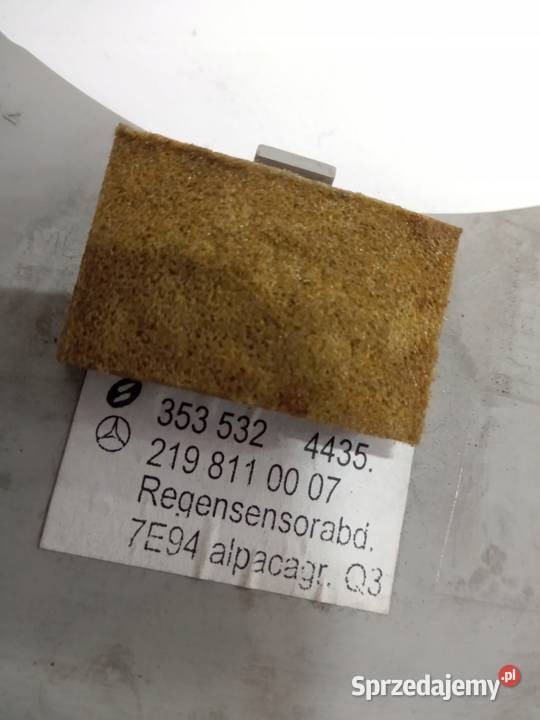 353 532 4435.
219 811 00 07
Regensensorabd.
7E94 alpacagr. Q3
Sprzedajemy.pl